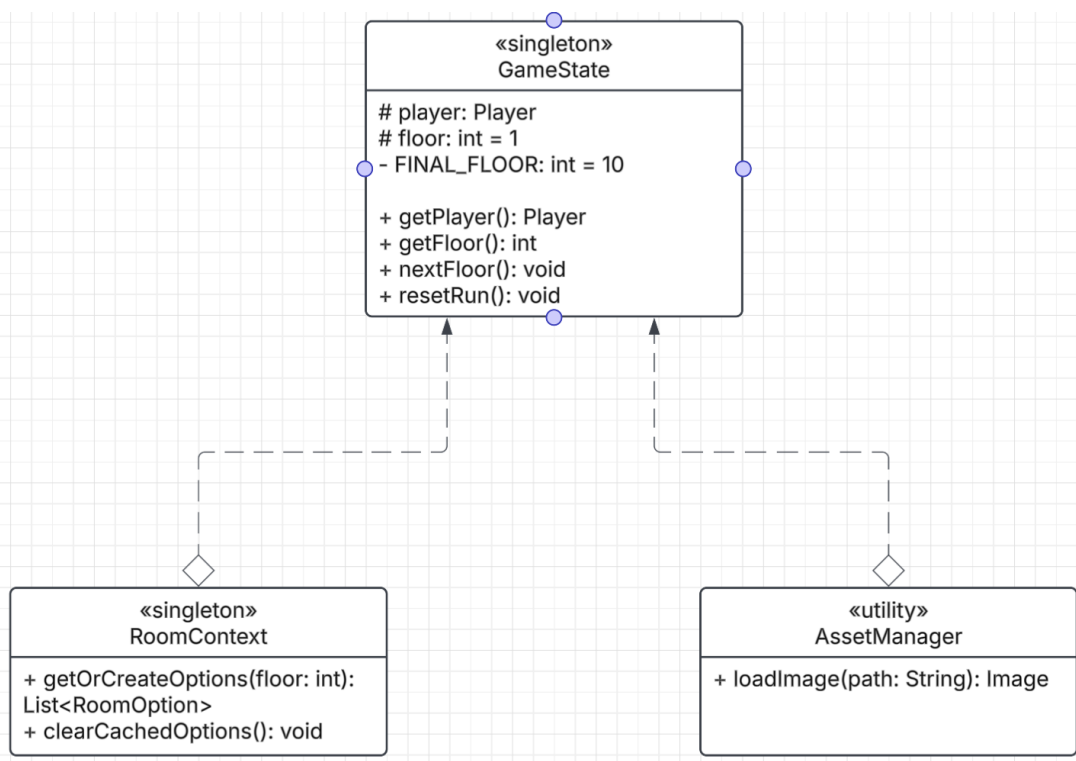 «singleton»
GameState
# player: Player
# floor: int = 1
- FINAL_FLOOR: int = 10
+ getPlayer(): Player
+ getFloor(): int
+ nextFloor(): void
+ resetRun(): void
«singleton»
RoomContext
+ getOrCreateOptions(floor: int):
List<RoomOption>
+ clearCachedOptions(): void
«utility»
AssetManager
+ loadImage(path: String): Image